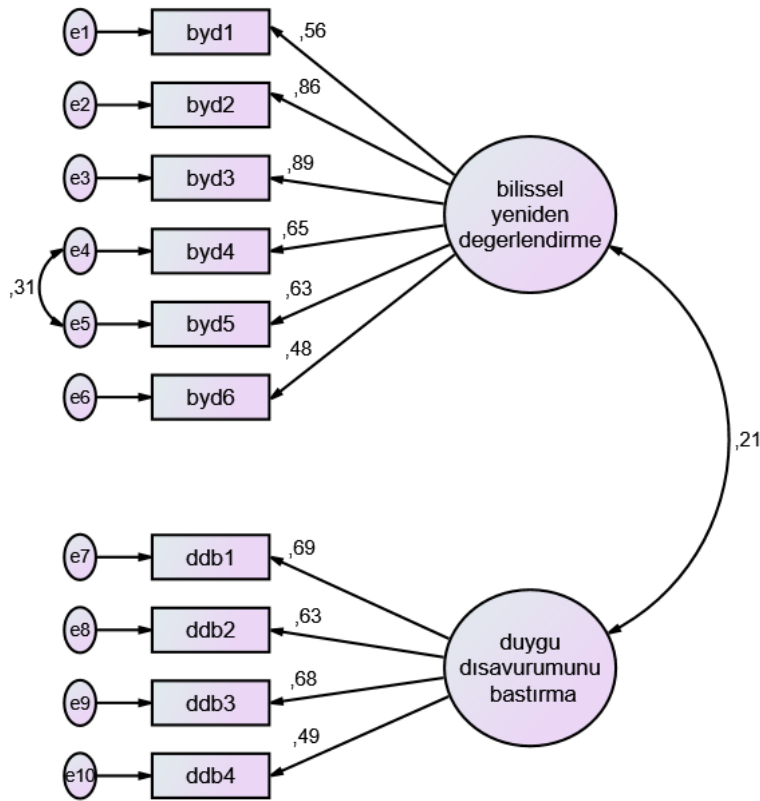 e1
byd1
,56
e2
byd2
,86
e3
byd3
,89
e4
byd4
,65
,31
e5
byd5
,63
e6
byd6
,48
bilissel
yeniden
degerlendirme
,21
e7
ddb1
,69
e8
ddb2
,63
e9
ddb3
,68
e10
ddb4
,49
duygu
dısavurumunu
bastırma